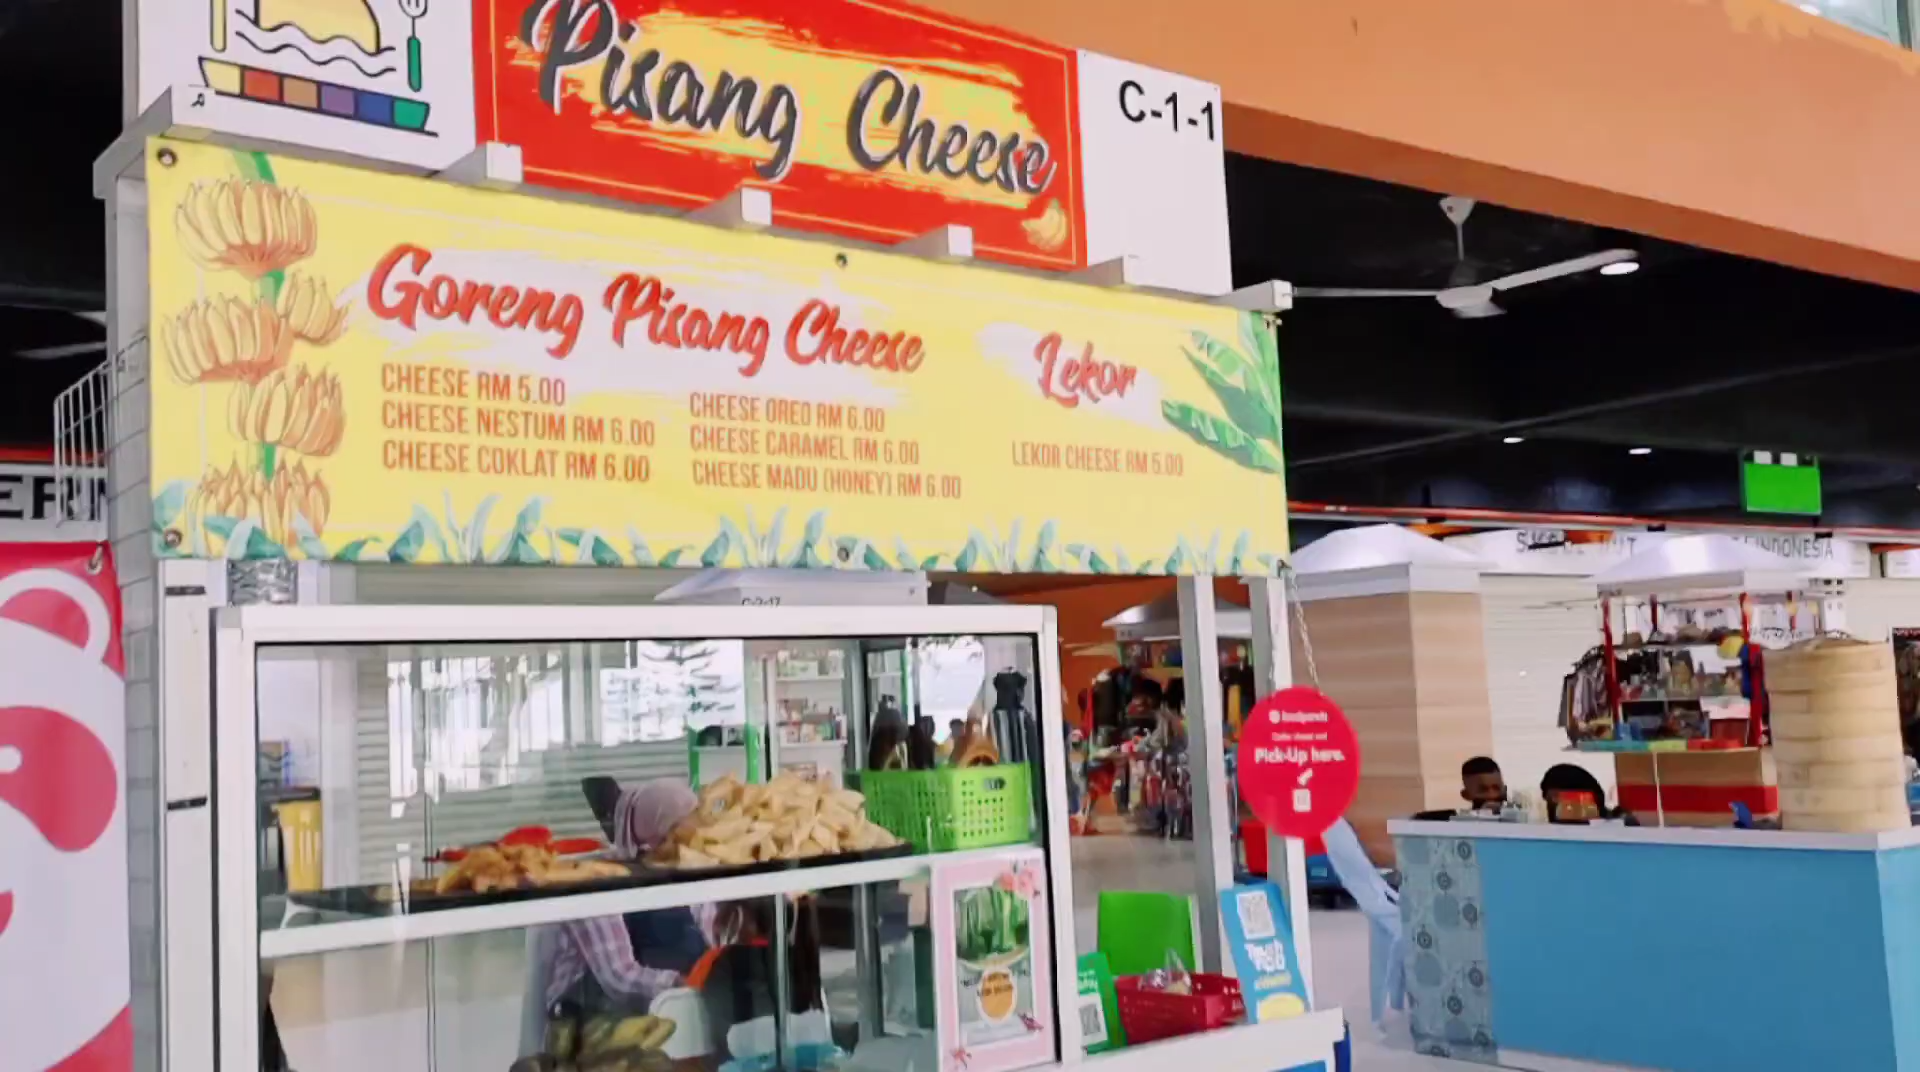 Pisang Cheese
C-1-1
Goreng Pisang Cheese
CHEESE RM 5.00
CHEESE NESTUM RM 6.00
CHEESE COKLAT RM 6.00
CHEESE OREO RM 6.00
CHEESE CARAMEL RM 6.00
CHEESE MADU (HONEY) RM 6.00
Lekor
LEKOR CHEESE RM 5.00
INDONESIA
foodpanda
Pick-Up here.